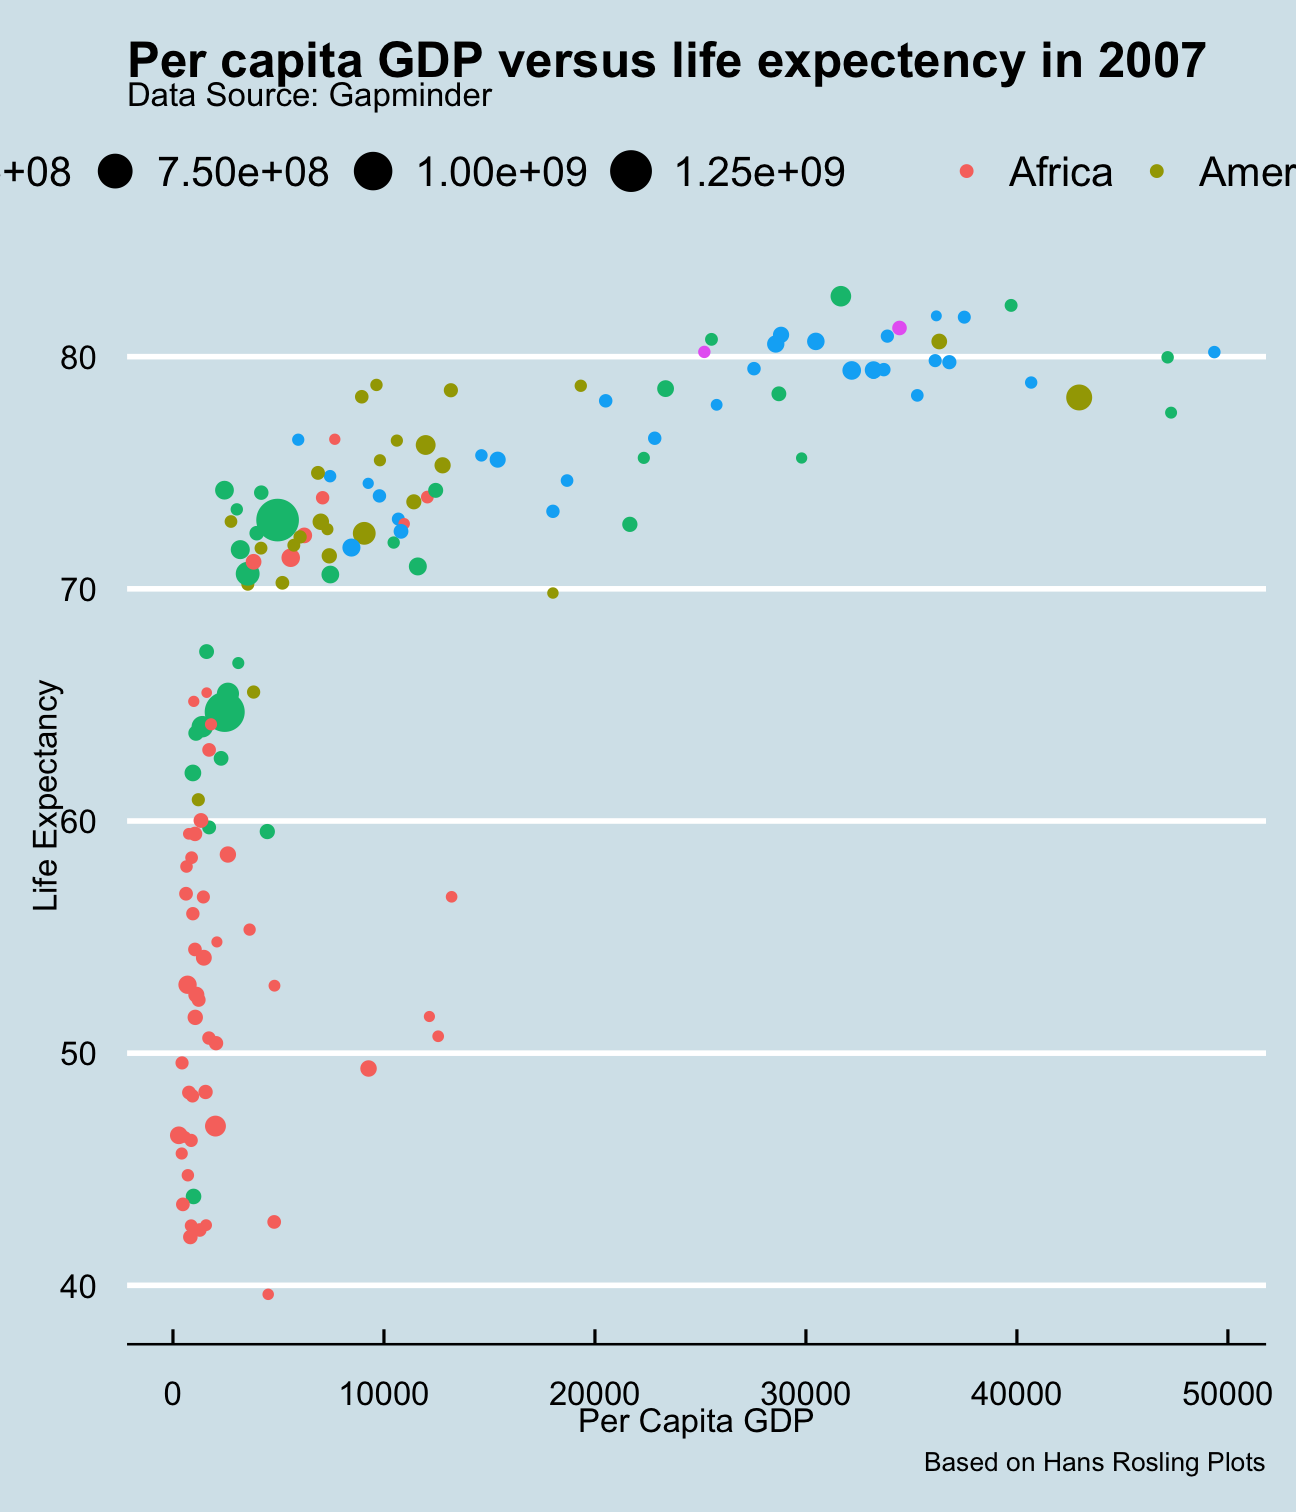 Per capita GDP versus life expectency in 2007
Data Source: Gapminder
+08 7.50e+08 1.00e+09 1.25e+09 Africa Amer
80
70
60
50
40
Life Expectancy
0 10000 20000 30000 40000 50000
Per Capita GDP
Based on Hans Rosling Plots